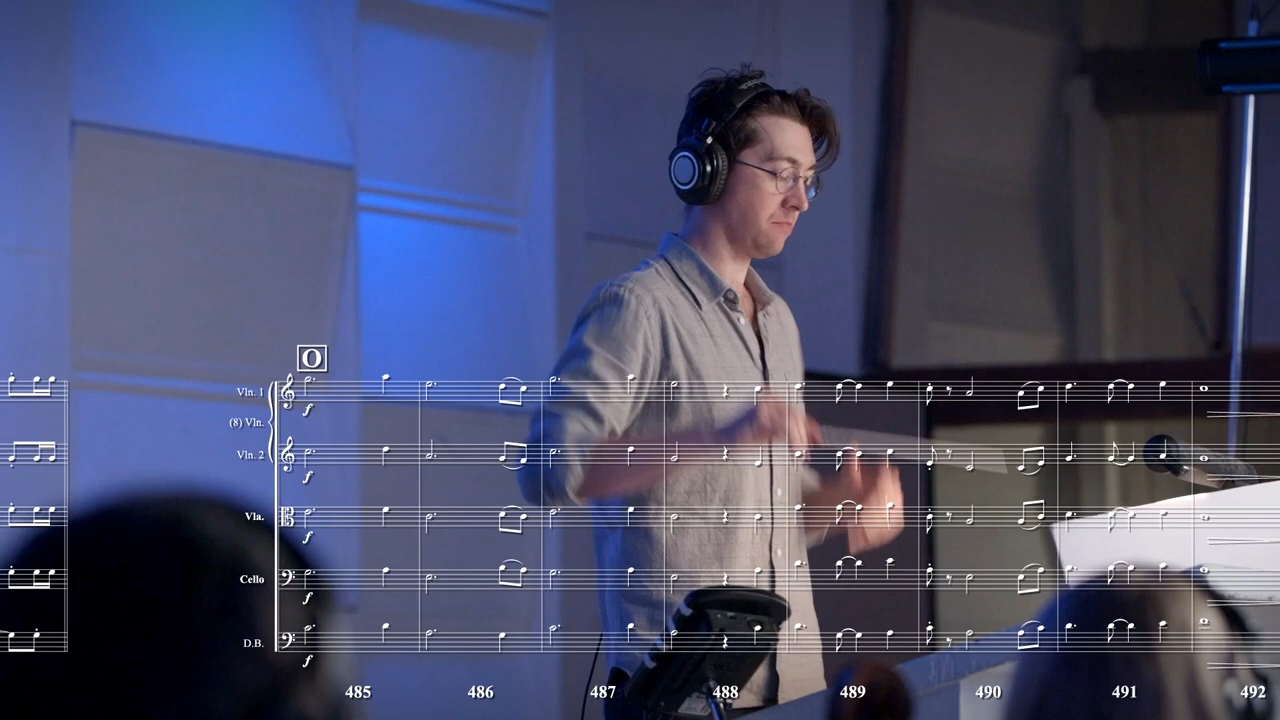 O
Vln. 1
f
(8) Vln.
Vln. 2
f
Vla.
f
Cello
f
D.B.
f
485 486 487 488 489 490 491 492